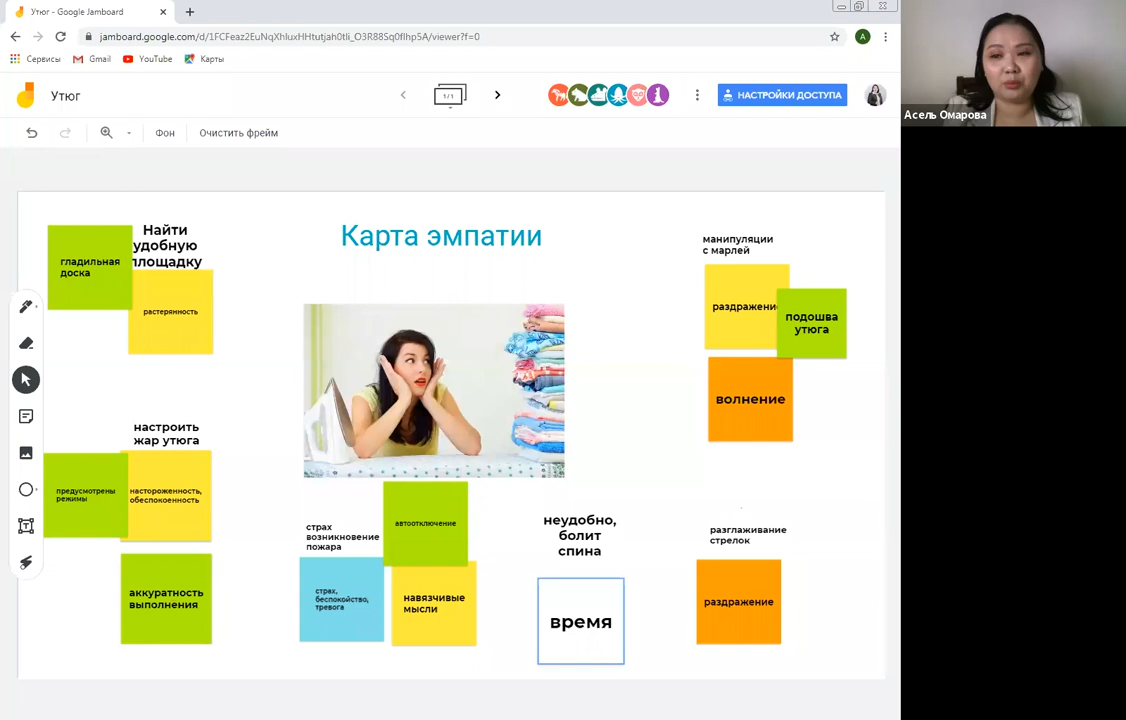 Утюг - Google Jamboard
jamboard.google.com/d/1FCFeaz2EuNqXhluxHHtutjah0tli_O3R88Sq0flhp5A/viewer?f=0
A
Сервисы
Gmail
YouTube
Карты
Утюг
1/1
НАСТРОЙКИ ДОСТУПА
Фон
Очистить фрейм
Асель Омарова
Карта эмпатии
Найти
удобную
площадку
гладильная
доска
растерянность
настроить
жар утюга
предусмотрены
режимы
настороженность,
обеспокоенность
аккуратность
выполнения
страх
возникновение
пожара
автоотключение
страх,
беспокойство,
тревога
навязчивые
мысли
неудобно,
болит
спина
время
манипуляции
с марлей
раздражение
подошва
утюга
волнение
разглаживание
стрелок
раздражение